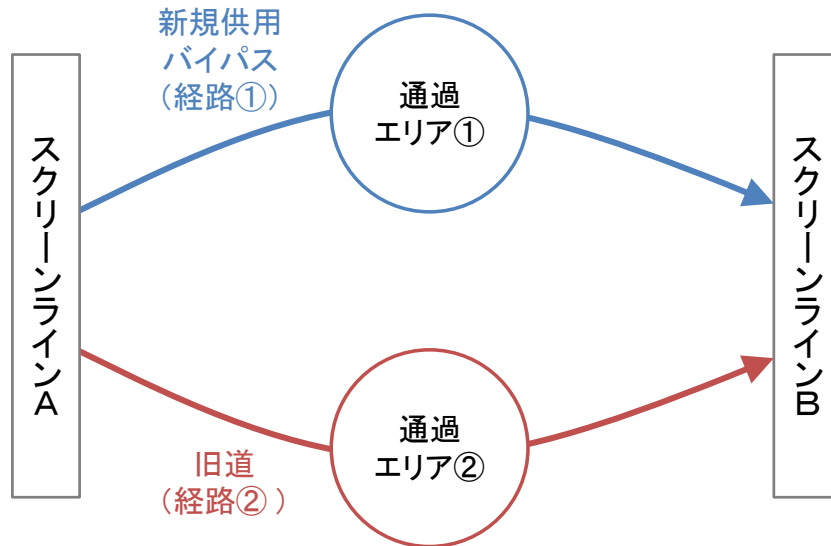 新規供用
バイパス
（経路①）
通過
エリア①
スクリーンラインA
スクリーンラインB
通過
エリア②
旧道
（経路②）